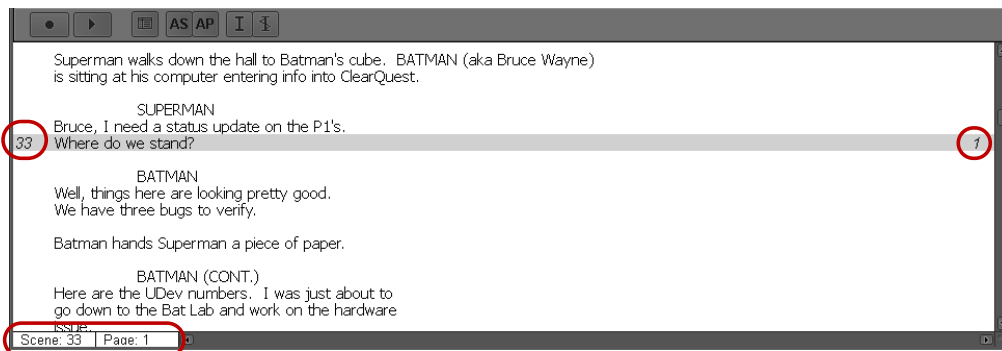 AS AP
Superman walks down the hall to Batman's cube. BATMAN (aka Bruce Wayne)
is sitting at his computer entering info into ClearQuest.
SUPERMAN
Bruce, I need a status update on the P1's.
33 Where do we stand? 1
BATMAN
Well, things here are looking pretty good.
We have three bugs to verify.
Batman hands Superman a piece of paper.
BATMAN (CONT.)
Here are the UDev numbers. I was just about to
go down to the Bat Lab and work on the hardware
issue.
Scene: 33 Page: 1